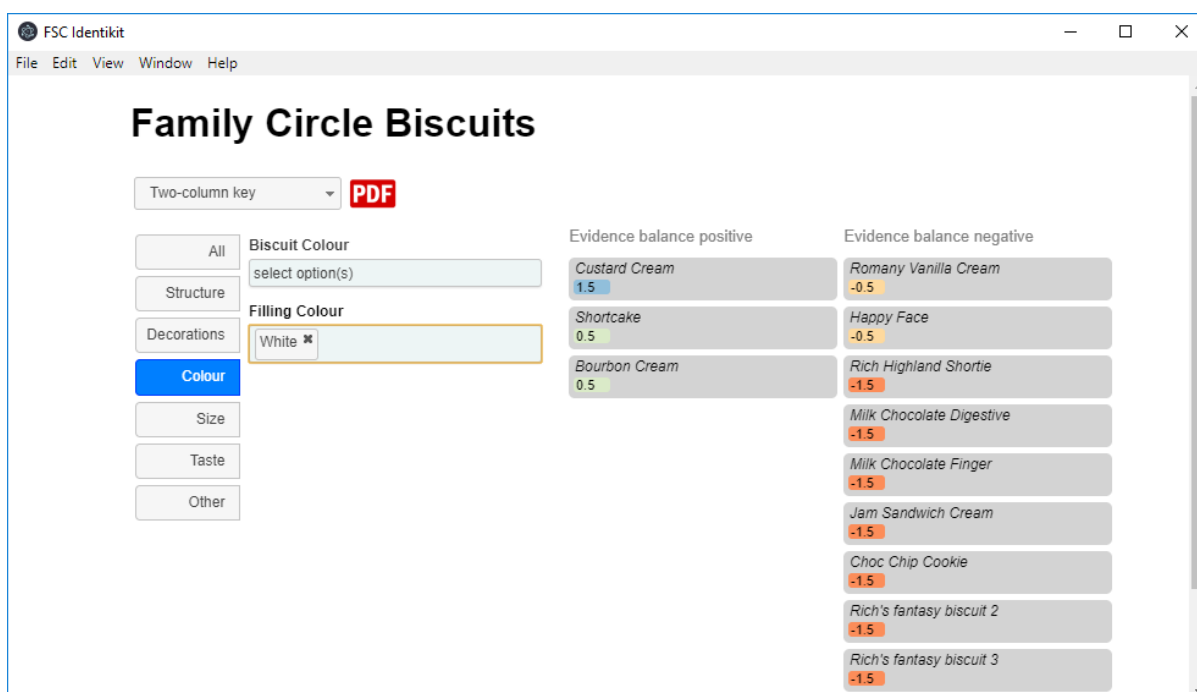 FSC Identikit
File Edit View Window Help
Family Circle Biscuits
Two-column key
PDF
All
Structure
Decorations
Colour
Size
Taste
Other
Biscuit Colour
select option(s)
Filling Colour
White ✖
Evidence balance positive
Custard Cream
1.5
Shortcake
0.5
Bourbon Cream
0.5
Evidence balance negative
Romany Vanilla Cream
-0.5
Happy Face
-0.5
Rich Highland Shortie
-1.5
Milk Chocolate Digestive
-1.5
Milk Chocolate Finger
-1.5
Jam Sandwich Cream
-1.5
Choc Chip Cookie
-1.5
Rich's fantasy biscuit 2
-1.5
Rich's fantasy biscuit 3
-1.5